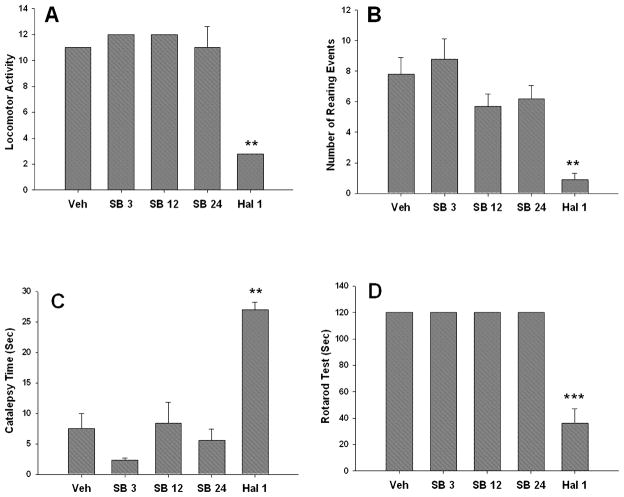 A
Locomotor Activity
14
12
10
8
6
4
2
0
**
Veh SB 3 SB 12 SB 24 Hal 1
B
Number of Rearing Events
12
10
8
6
4
2
0
**
Veh SB 3 SB 12 SB 24 Hal 1
C
Catalepsy Time (Sec)
30
25
20
15
10
5
0
**
Veh SB 3 SB 12 SB 24 Hal 1
D
Rotarod Test (Sec)
140
120
100
80
60
40
20
0
***
Veh SB 3 SB 12 SB 24 Hal 1